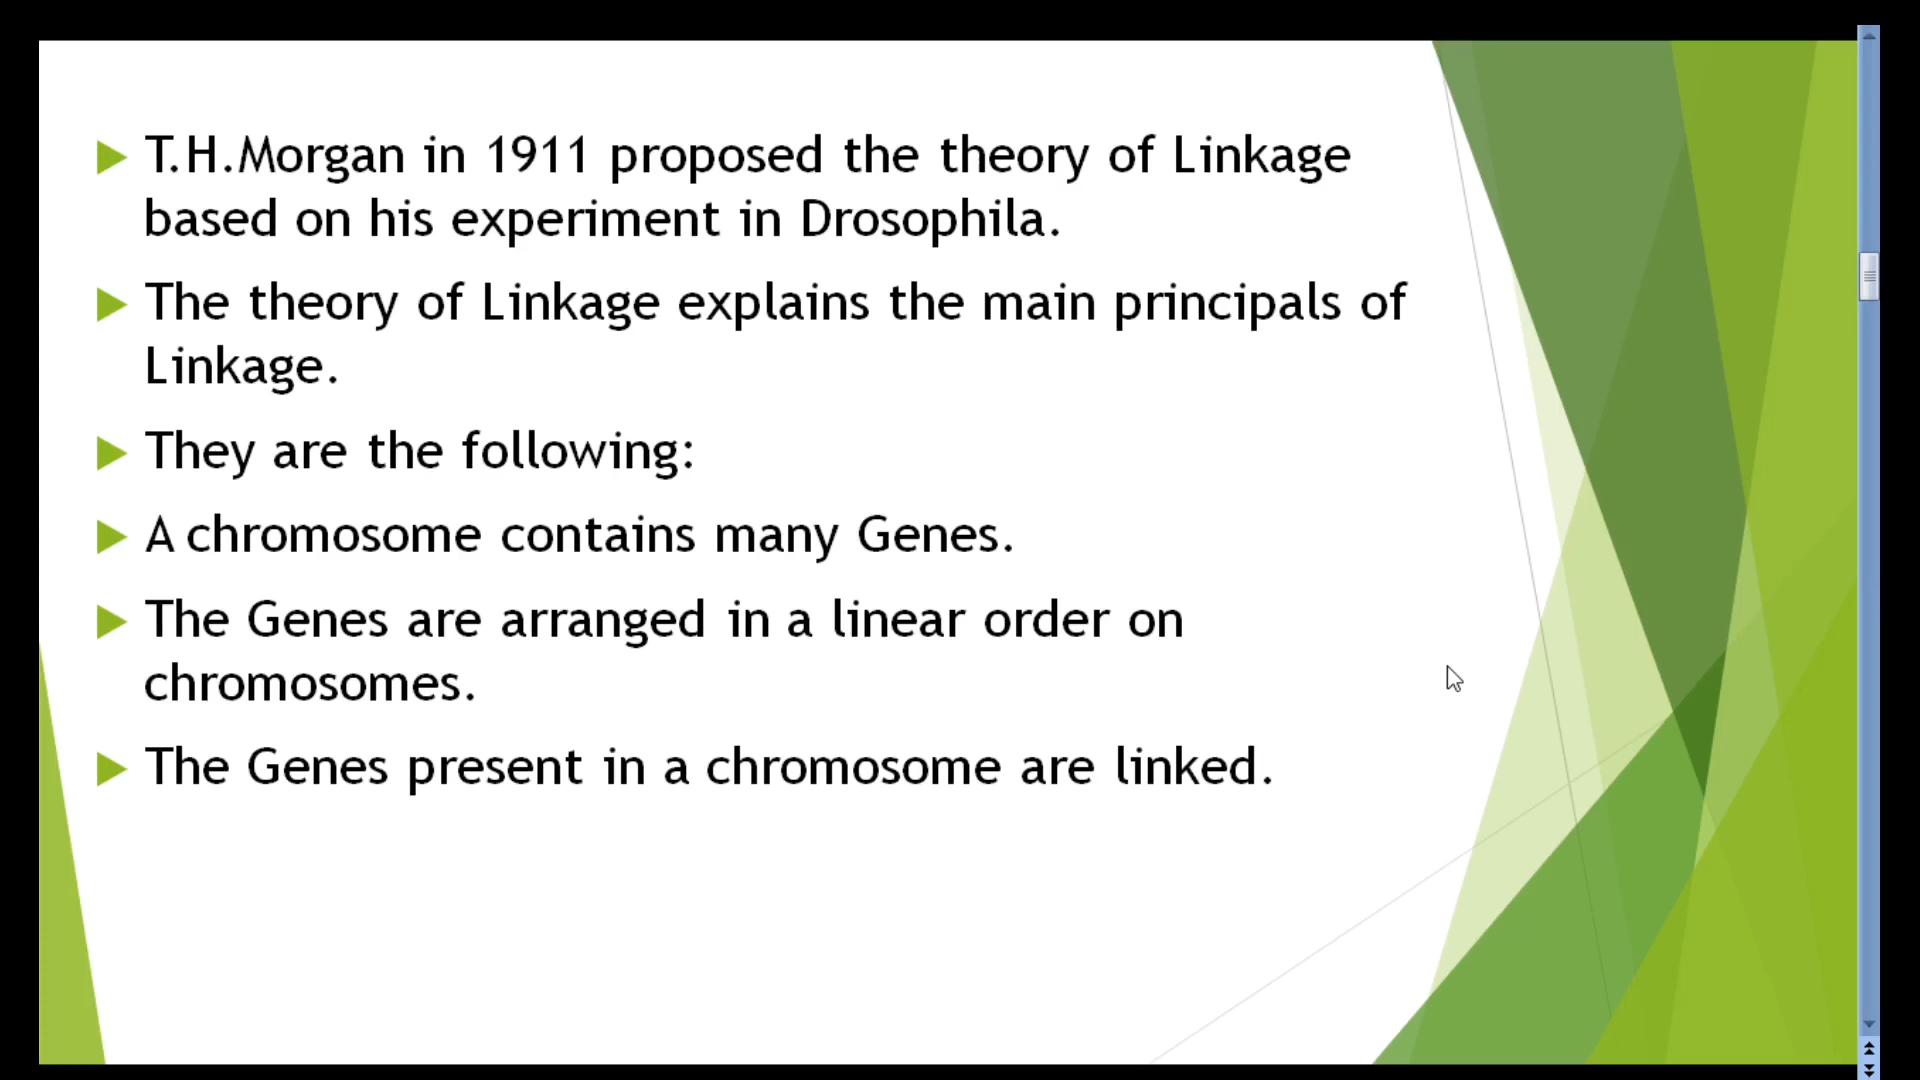 T.H.Morgan in 1911 proposed the theory of Linkage
based on his experiment in Drosophila.
The theory of Linkage explains the main principals of
Linkage.
They are the following:
A chromosome contains many Genes.
The Genes are arranged in a linear order on
chromosomes.
The Genes present in a chromosome are linked.